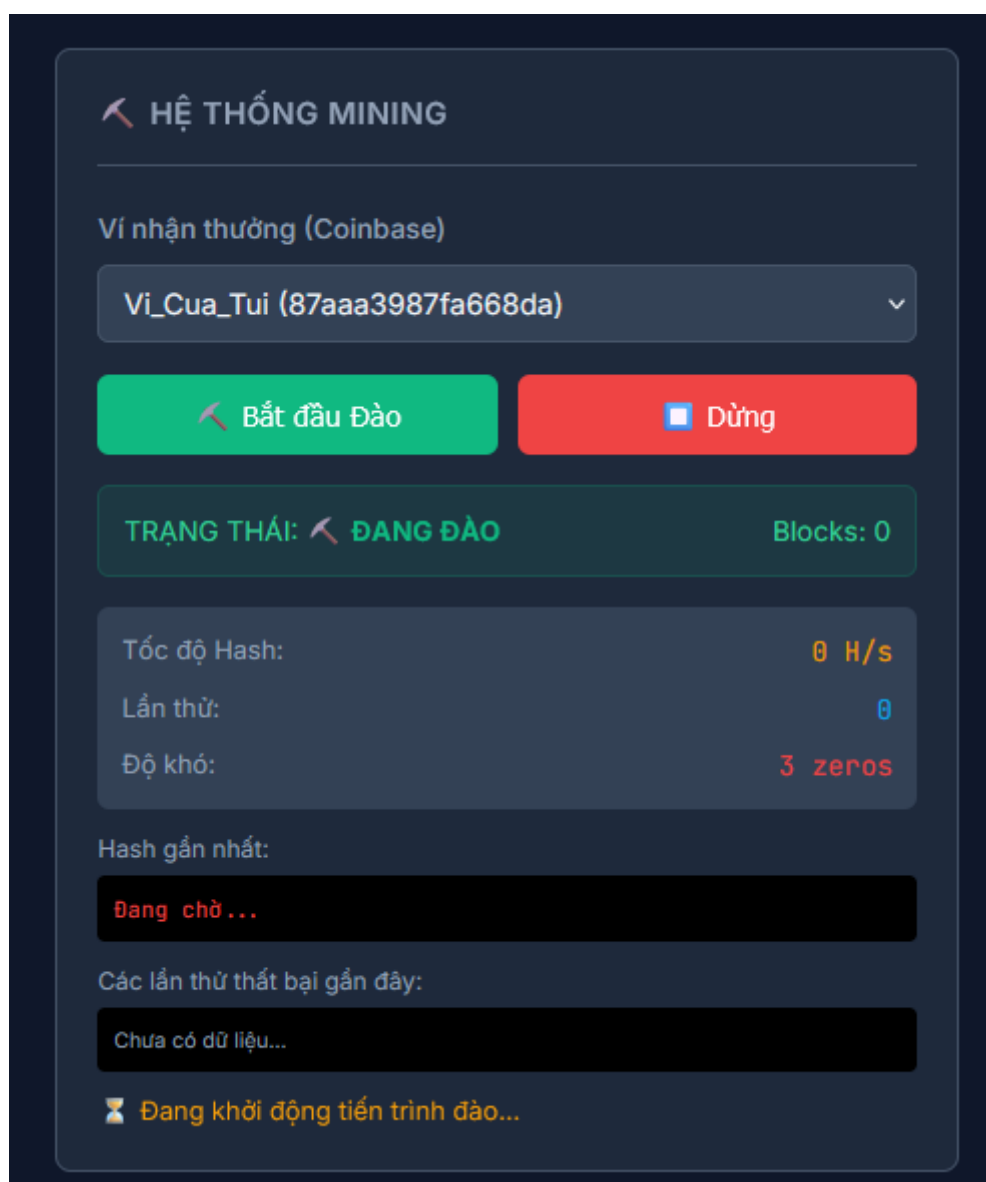 HỆ THỐNG MINING
Ví nhận thưởng (Coinbase)
Vi_Cua_Tui (87aaa3987fa668da)
Bắt đầu Đào
Dừng
TRẠNG THÁI: ĐANG ĐÀO
Blocks: 0
Tốc độ Hash: 0 H/s
Lần thử: 0
Độ khó: 3 zeros
Hash gần nhất:
Đang chờ...
Các lần thử thất bại gần đây:
Chưa có dữ liệu...
Đang khởi động tiến trình đào...